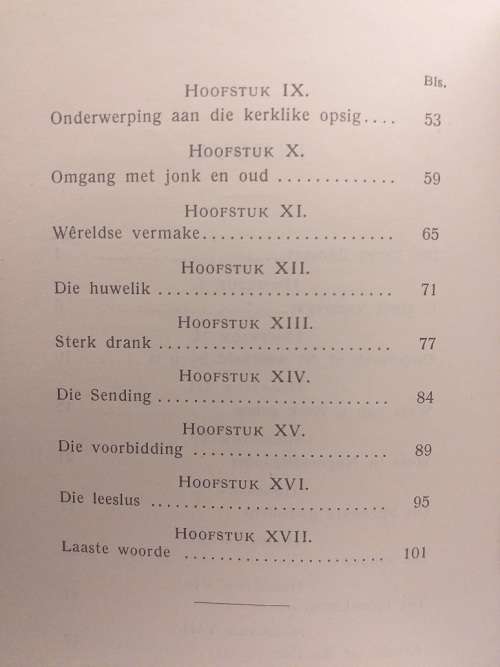 Bls.
HOOFSTUK IX.
Onderwerping aan die kerklike opsig.... 53
HOOFSTUK X.
Omgang met jonk en oud ............. 59
HOOFSTUK XI.
Wêreldse vermake..................... 65
HOOFSTUK XII.
Die huwelik .......................... 71
HOOFSTUK XIII.
Sterk drank .......................... 77
HOOFSTUK XIV.
Die Sending .......................... 84
HOOFSTUK XV.
Die voorbidding ...................... 89
HOOFSTUK XVI.
Die leeslus .......................... 95
HOOFSTUK XVII.
Laaste woorde ...................... 101